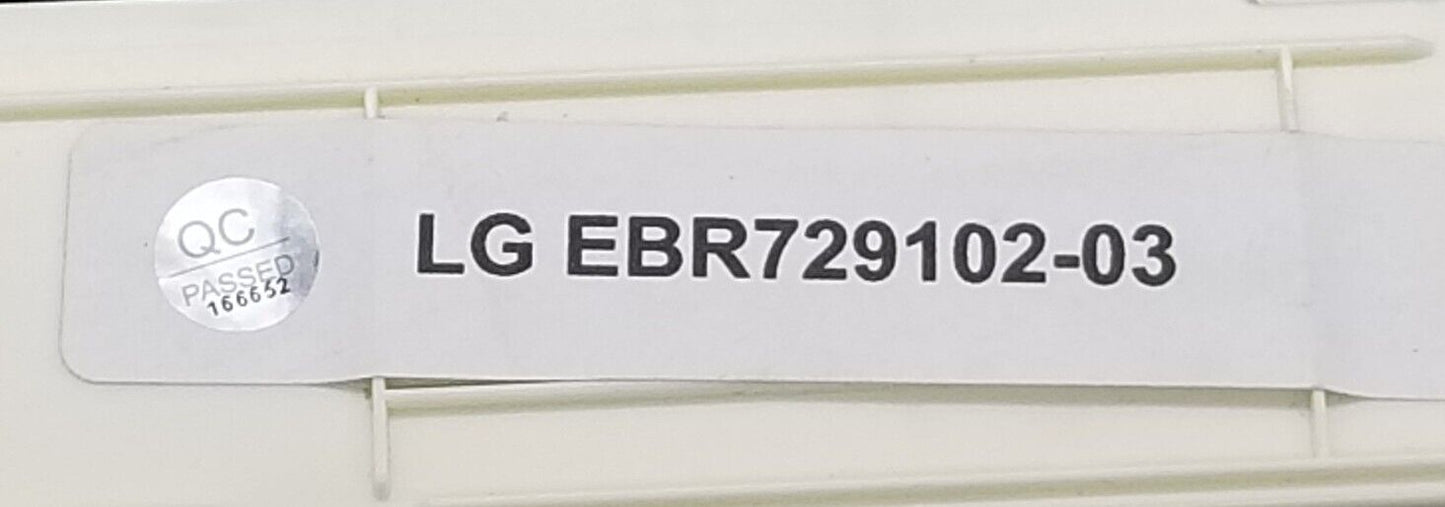 QC
PASSED
166652
LG EBR729102-03